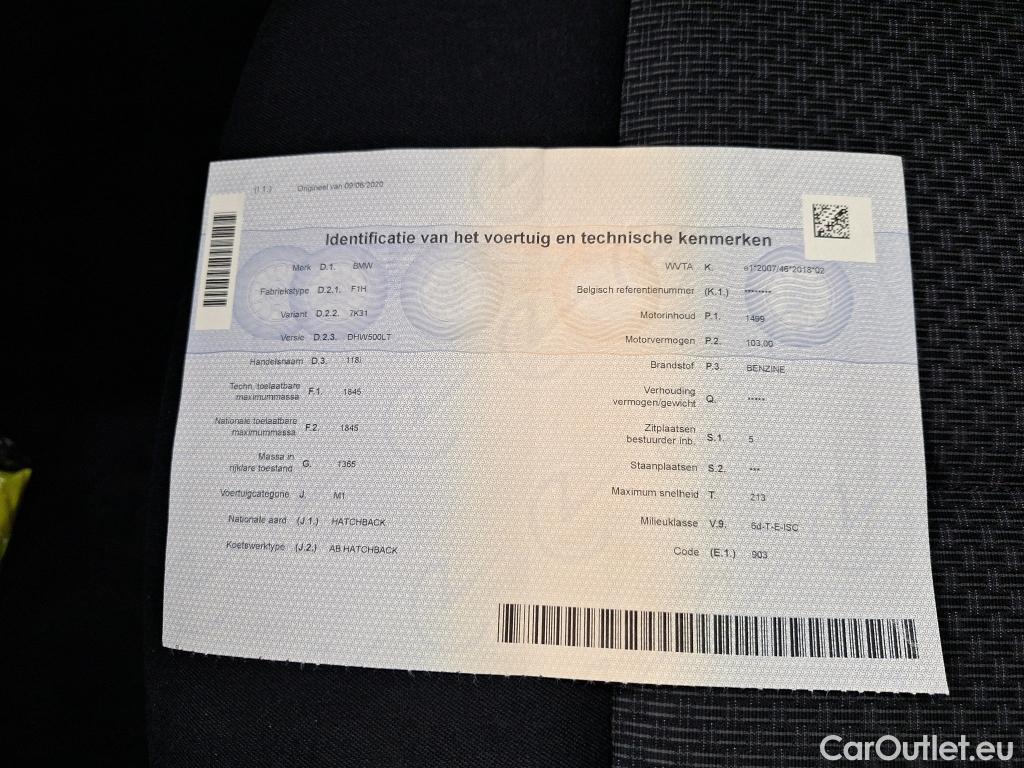 (I.1.) Origineel van 09/06/2020
Identificatie van het voertuig en technische kenmerken
Merk D.1. BMW
Fabriekstype D.2.1. F1H
Variant D.2.2. 7K31
Versie D.2.3. DHW500LT
Handelsnaam D.3. 118i
Techn. toelaatbare
maximummassa F.1. 1845
Nationale toelaatbare
maximummassa F.2. 1845
Massa in
rijklare toestand G. 1365
Voertuigcategorie J. M1
Nationale aard (J.1.) HATCHBACK
Koetswerktype (J.2.) AB HATCHBACK
WVTA K. e1*2007/46*2018*02
Belgisch referentienummer (K.1.) ********
Motorinhoud P.1. 1499
Motorvermogen P.2. 103,00
Brandstof P.3. BENZINE
Verhouding
vermogen/gewicht Q. *****
Zitplaatsen
bestuurder inb. S.1. 5
Staanplaatsen S.2. ***
Maximum snelheid T. 213
Milieuklasse V.9. 6d-T-E-ISC
Code (E.1.) 903
CarOutlet.eu